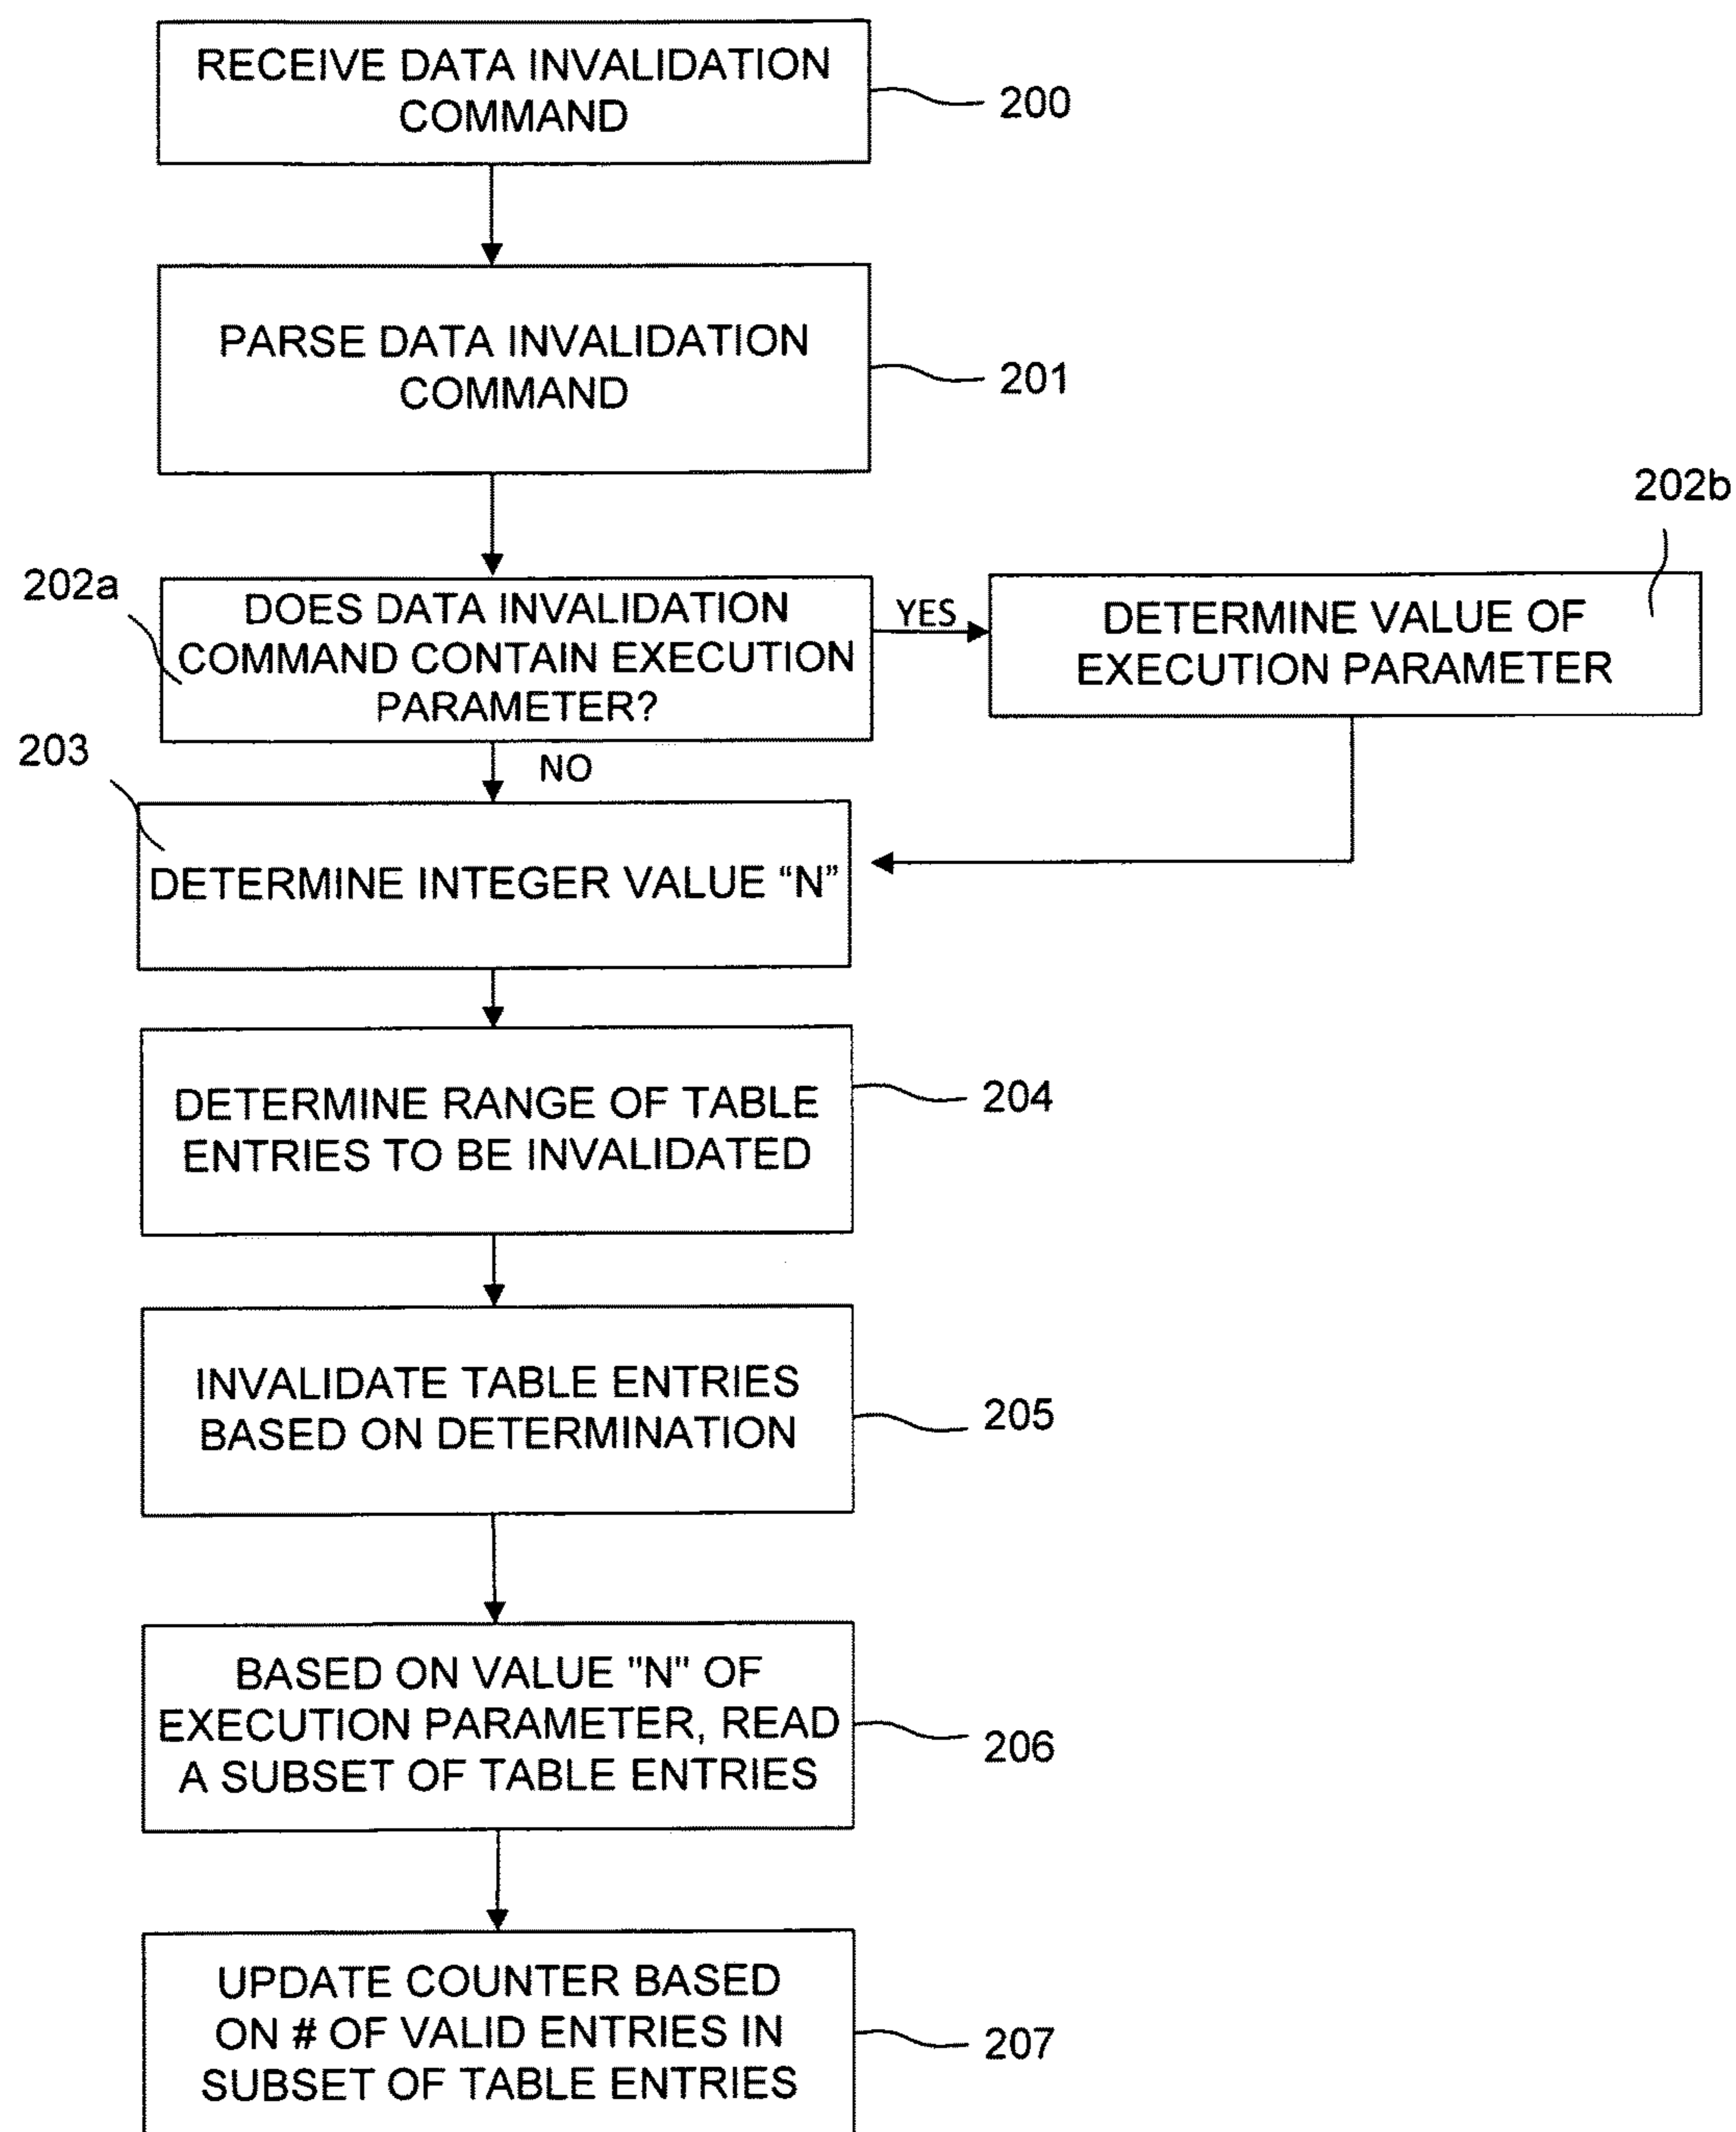 RECEIVE DATA INVALIDATION
COMMAND
200
PARSE DATA INVALIDATION
COMMAND
201
202b
202a
DOES DATA INVALIDATION
COMMAND CONTAIN EXECUTION
PARAMETER?
YES
DETERMINE VALUE OF
EXECUTION PARAMETER
203
NO
DETERMINE INTEGER VALUE “N”
DETERMINE RANGE OF TABLE
ENTRIES TO BE INVALIDATED
204
INVALIDATE TABLE ENTRIES
BASED ON DETERMINATION
205
BASED ON VALUE "N" OF
EXECUTION PARAMETER, READ
A SUBSET OF TABLE ENTRIES
206
UPDATE COUNTER BASED
ON # OF VALID ENTRIES IN
SUBSET OF TABLE ENTRIES
207